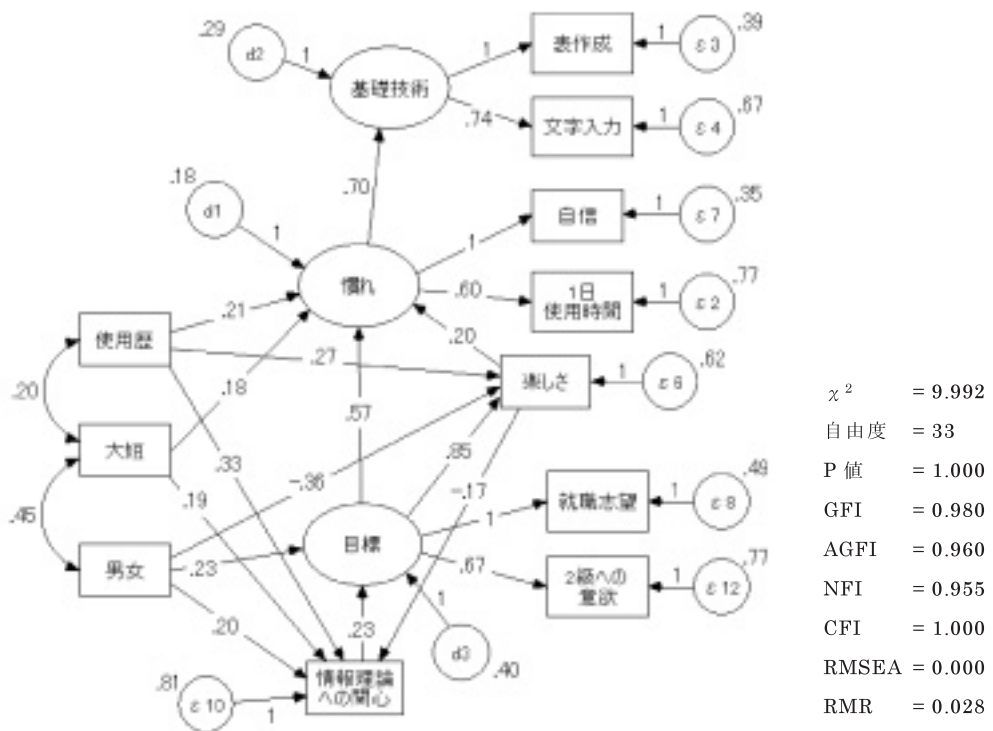 .29
d2
1
基礎技術
1
表作成
1
ε3
.39
.74
文字入力
1
ε4
.67
.70
.18
d1
1
慣れ
1
自信
1
ε7
.35
.60
1日
使用時間
1
ε2
.77
使用歴
.21
.27
.20
楽しさ
1
ε6
.62
.20
.18
大短
.33
.57
.85
-.17
.19
-.36
.45
男女
.23
目標
1
就職志望
1
ε8
.49
.67
2級への
意欲
1
ε12
.77
.20
.23
1
d3
.40
.81
ε10
1
情報理論
への関心
χ² = 9.992
自由度 = 33
P 値 = 1.000
GFI = 0.980
AGFI = 0.960
NFI = 0.955
CFI = 1.000
RMSEA = 0.000
RMR = 0.028